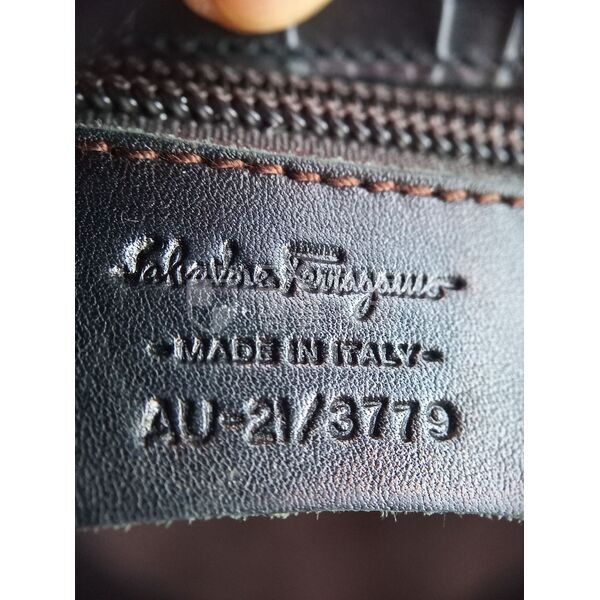 Salvatore Ferragamo
- MADE IN ITALY -
AU-21/3779